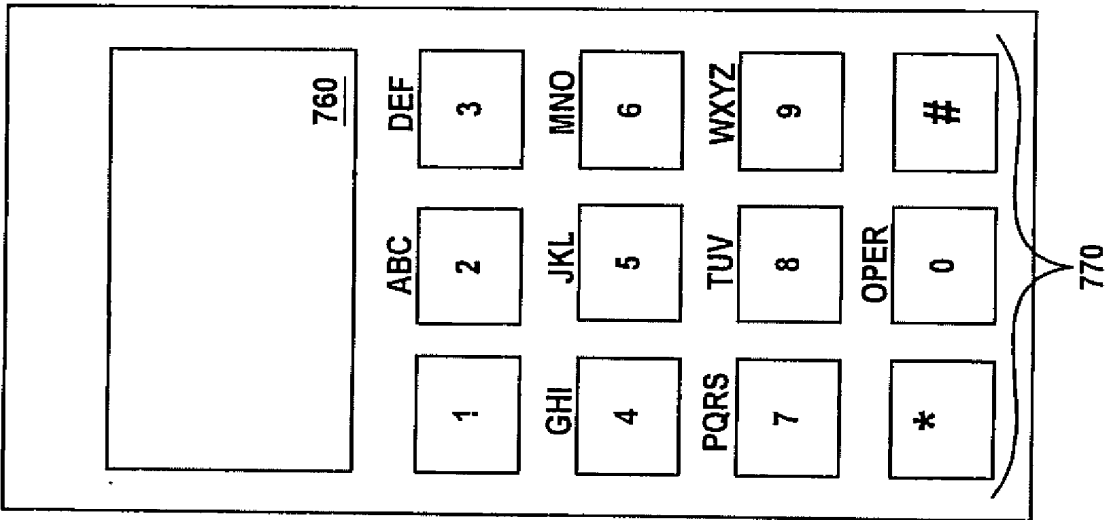 760
ABC DEF
1 2 3
GHI JKL MNO
4 5 6
PQRS TUV WXYZ
7 8 9
OPER
* 0 #
770